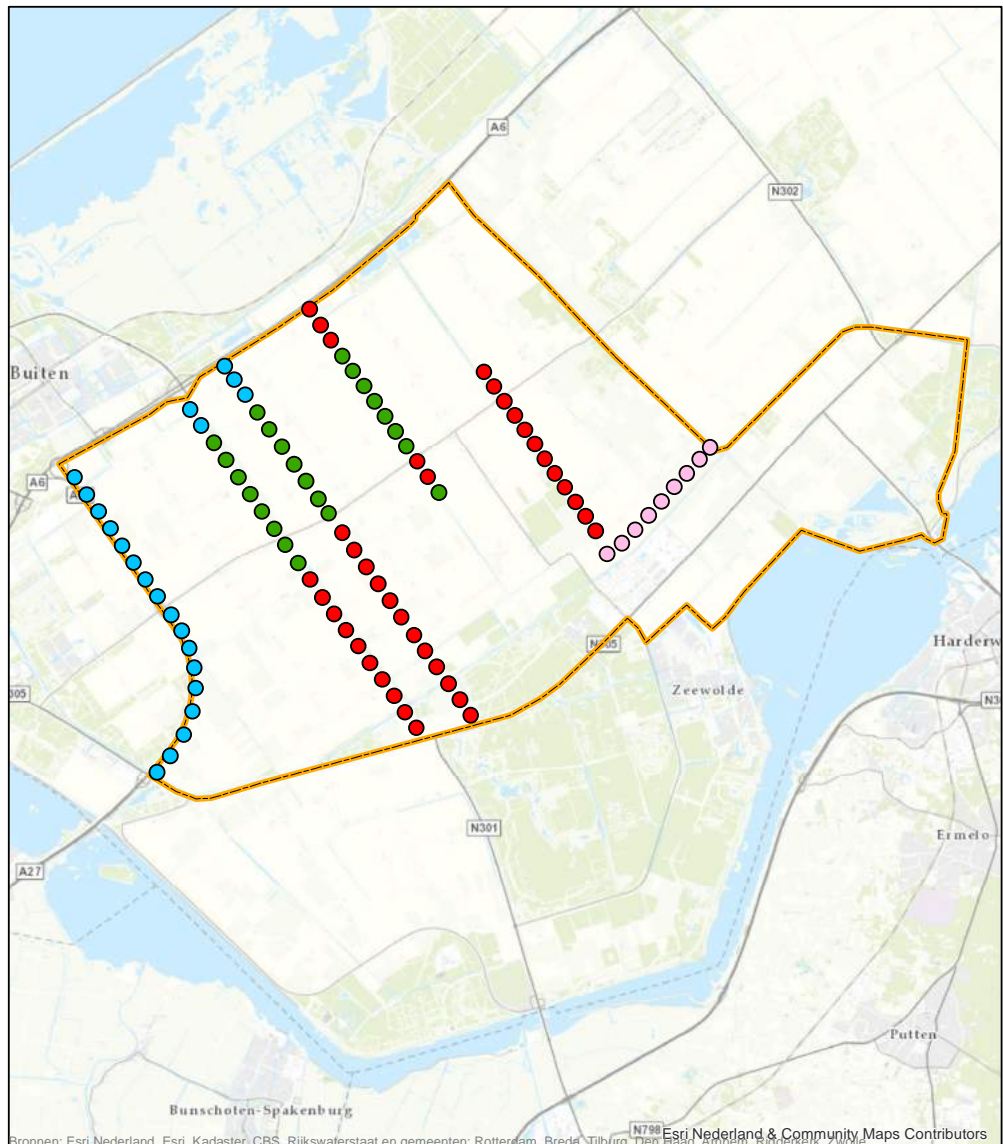 A6
N302
Buiten
A6
N305
305
Harderw
Zeewolde
N3
N301
Ermelo
A27
Putten
Bunschoten-Spakenburg
N798
Esri Nederland & Community Maps Contributors
Bronnen: Esri Nederland, Esri, Kadaster, CBS, Rijkswaterstaat en gemeenten: Rotterdam, Breda, Tilburg, Den Haag, Arnhem, Ridderkerk, Zwolle